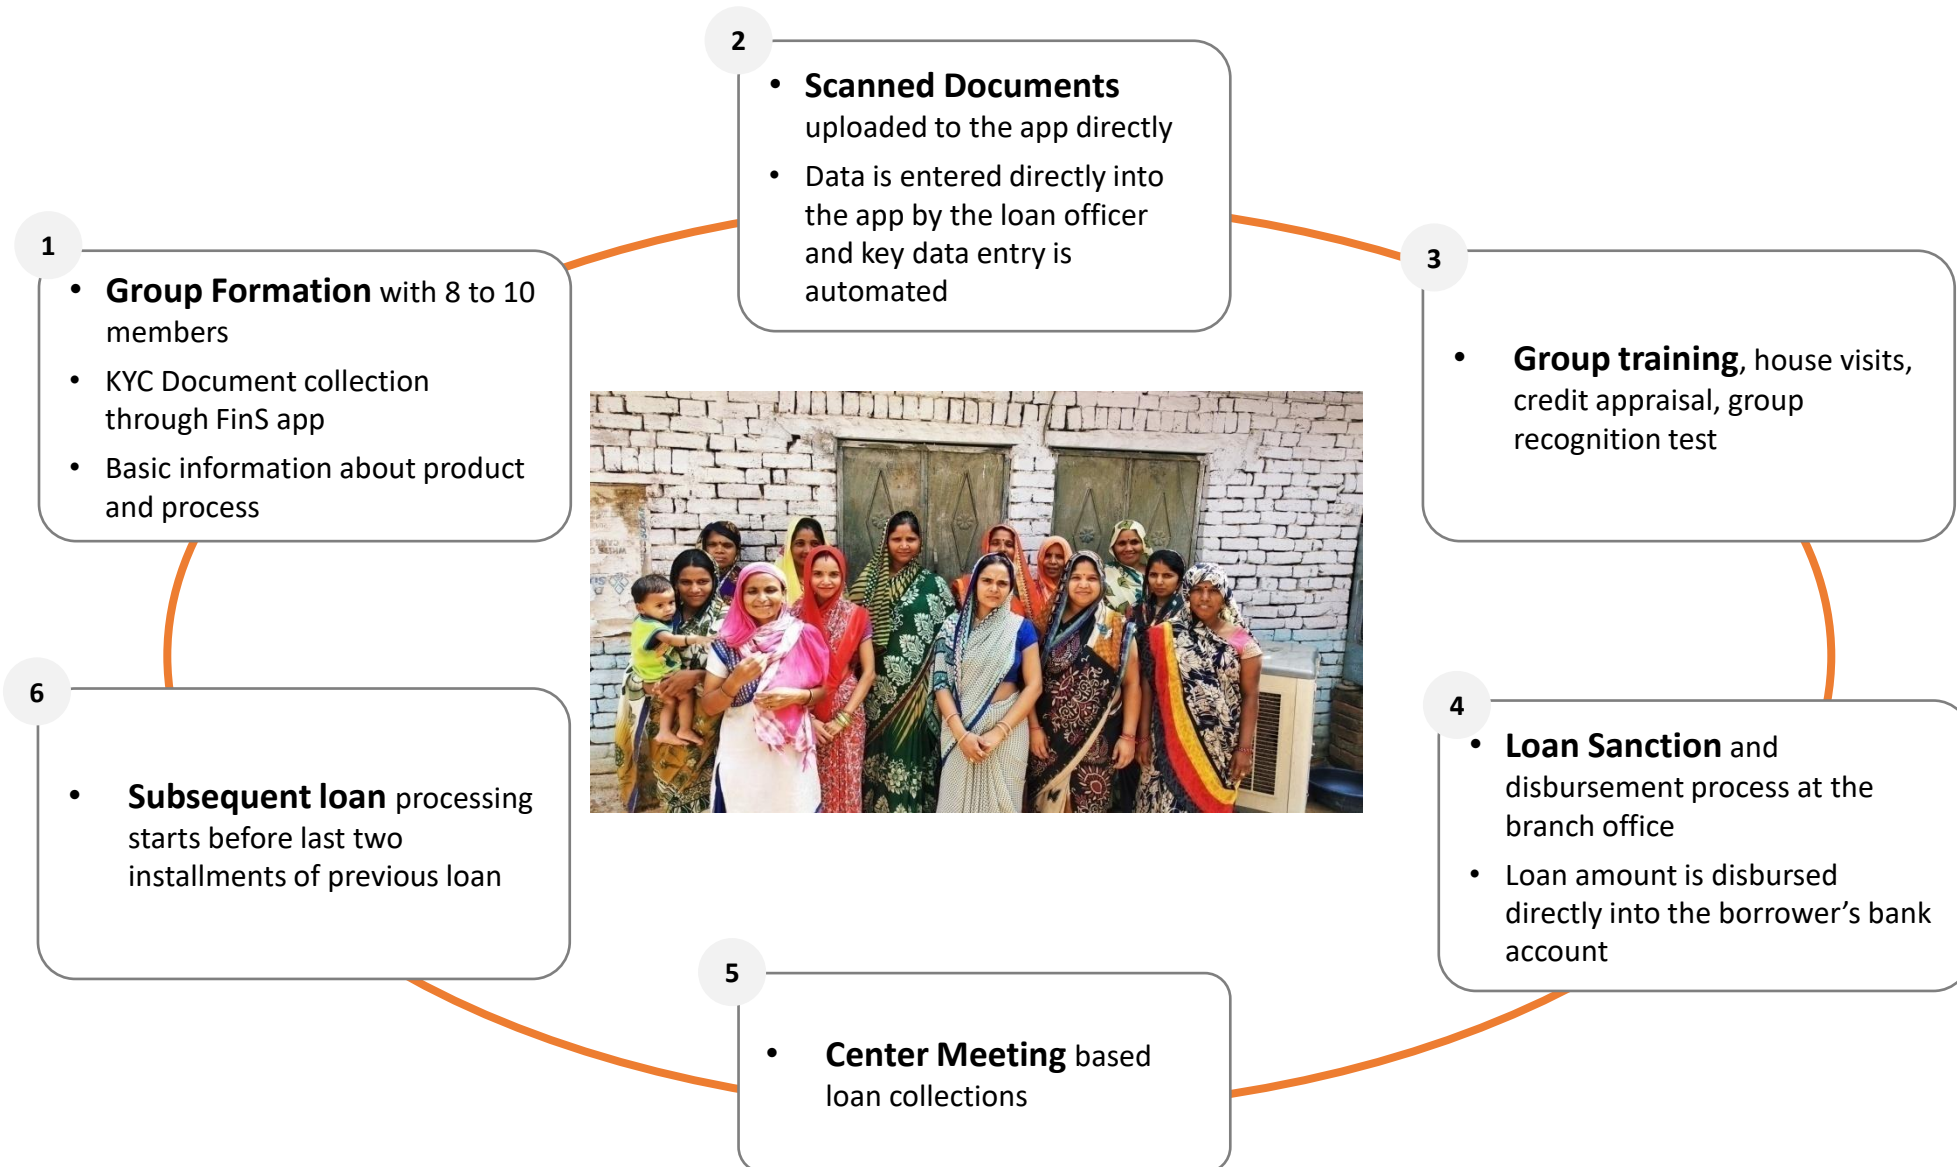 1
• Group Formation with 8 to 10
members
• KYC Document collection
through FinS app
• Basic information about product
and process
2
• Scanned Documents
uploaded to the app directly
• Data is entered directly into
the app by the loan officer
and key data entry is
automated
3
• Group training, house visits,
credit appraisal, group
recognition test
4
• Loan Sanction and
disbursement process at the
branch office
• Loan amount is disbursed
directly into the borrower’s bank
account
5
• Center Meeting based
loan collections
6
• Subsequent loan processing
starts before last two
installments of previous loan